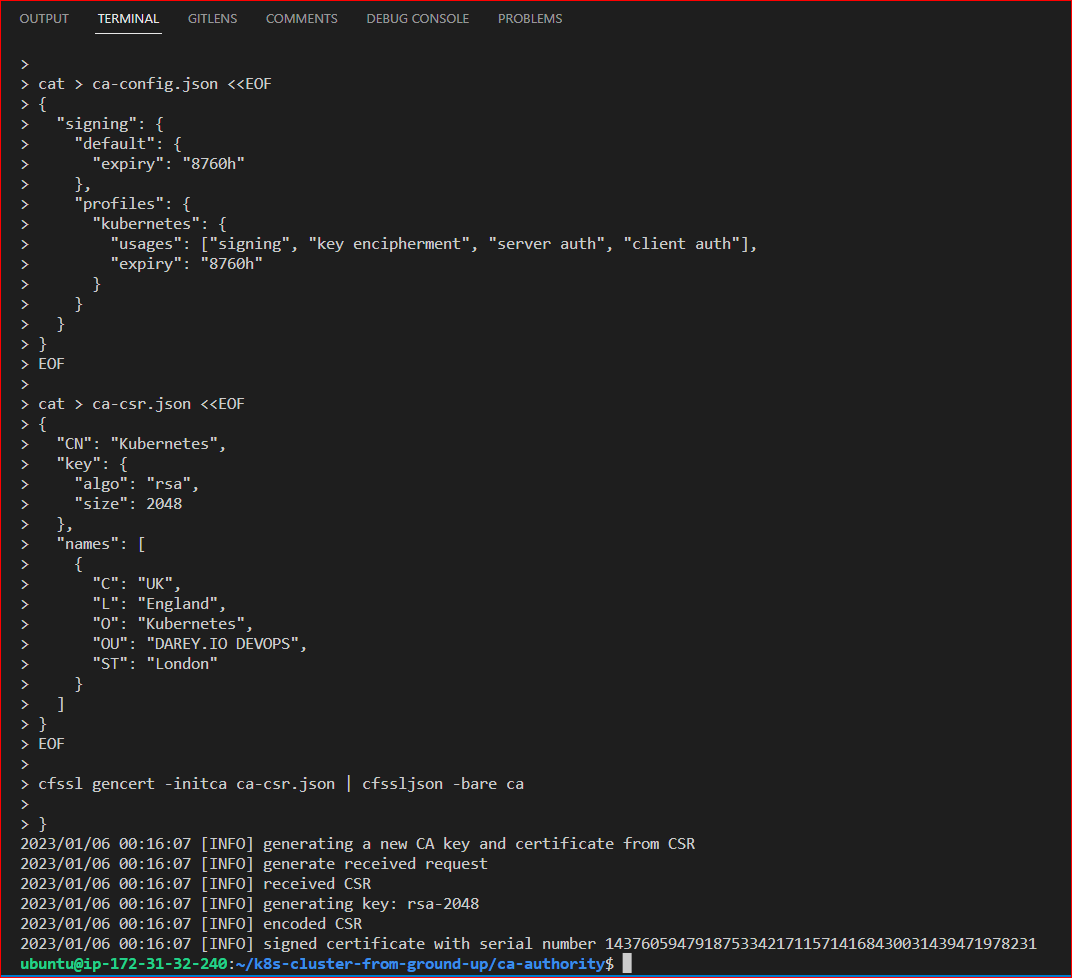 OUTPUT TERMINAL GITLENS COMMENTS DEBUG CONSOLE PROBLEMS
>
> cat > ca-config.json <<EOF
> {
>   "signing": {
>     "default": {
>       "expiry": "8760h"
>     },
>     "profiles": {
>       "kubernetes": {
>         "usages": ["signing", "key encipherment", "server auth", "client auth"],
>         "expiry": "8760h"
>       }
>     }
>   }
> }
> EOF
>
> cat > ca-csr.json <<EOF
> {
>   "CN": "Kubernetes",
>   "key": {
>     "algo": "rsa",
>     "size": 2048
>   },
>   "names": [
>     {
>       "C": "UK",
>       "L": "England",
>       "O": "Kubernetes",
>       "OU": "DAREY.IO DEVOPS",
>       "ST": "London"
>     }
>   ]
> }
> EOF
>
> cfssl gencert -initca ca-csr.json | cfssljson -bare ca
>
> }
2023/01/06 00:16:07 [INFO] generating a new CA key and certificate from CSR
2023/01/06 00:16:07 [INFO] generate received request
2023/01/06 00:16:07 [INFO] received CSR
2023/01/06 00:16:07 [INFO] generating key: rsa-2048
2023/01/06 00:16:07 [INFO] encoded CSR
2023/01/06 00:16:07 [INFO] signed certificate with serial number 143760594791875334217115714168430031439471978231
ubuntu@ip-172-31-32-240:~/k8s-cluster-from-ground-up/ca-authority$